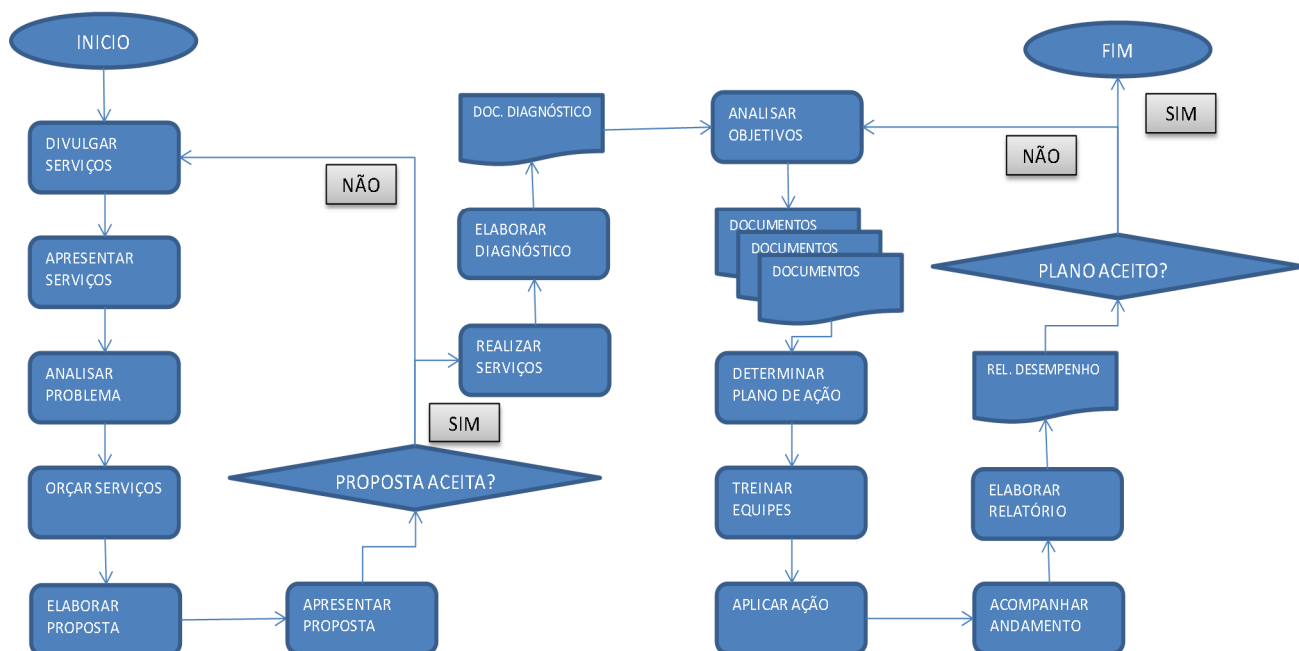 INICIO
DIVULGAR
SERVIÇOS
APRESENTAR
SERVIÇOS
ANALISAR
PROBLEMA
ORÇAR SERVIÇOS
ELABORAR
PROPOSTA
APRESENTAR
PROPOSTA
PROPOSTA ACEITA?
NÃO
SIM
REALIZAR
SERVIÇOS
ELABORAR
DIAGNÓSTICO
DOC. DIAGNÓSTICO
ANALISAR
OBJETIVOS
DOCUMENTOS
DOCUMENTOS
DOCUMENTOS
DETERMINAR
PLANO DE AÇÃO
TREINAR
EQUIPES
APLICAR AÇÃO
ACOMPANHAR
ANDAMENTO
ELABORAR
RELATÓRIO
REL. DESEMPENHO
PLANO ACEITO?
NÃO
SIM
FIM